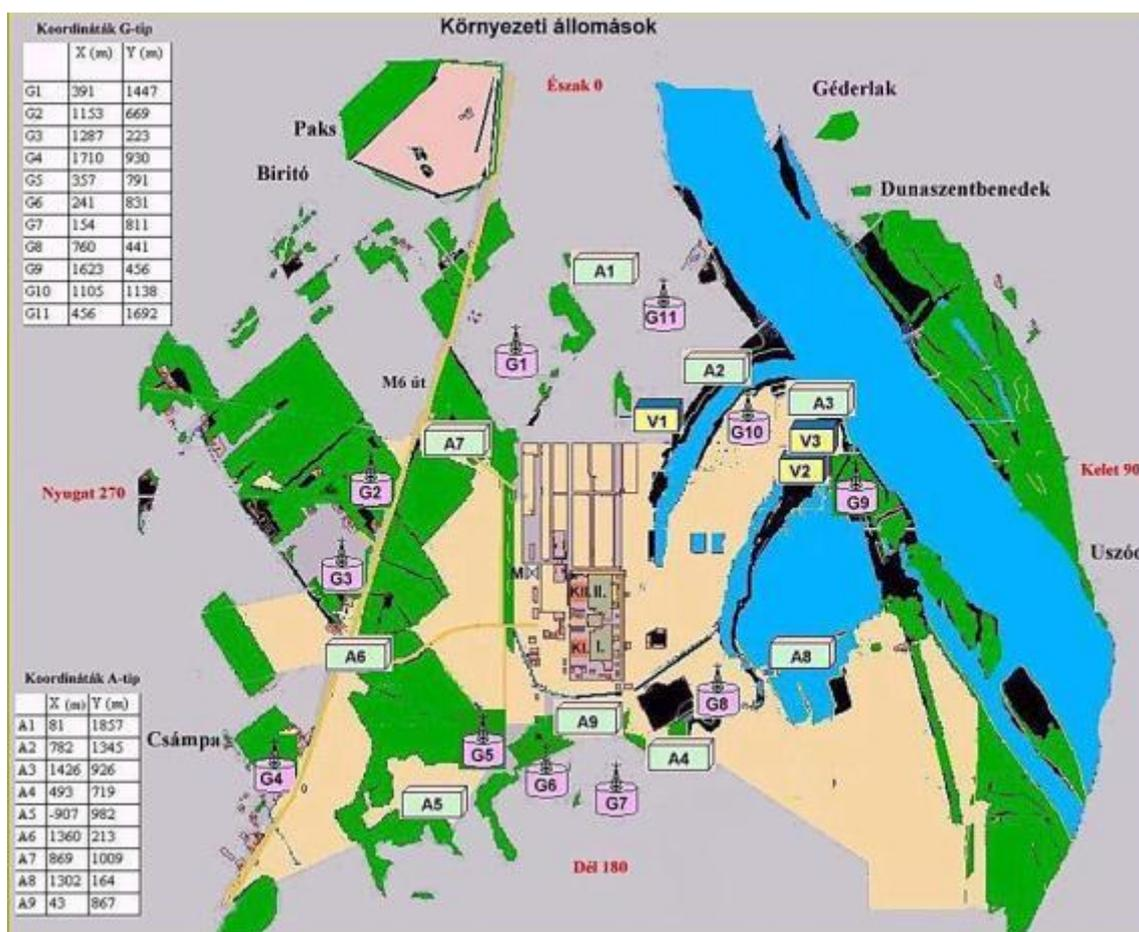 Környezeti állomások
Koordináták G-tip
X (m) Y (m)
G1 391 1447
G2 1153 669
G3 1287 223
G4 1710 930
G5 357 791
G6 241 831
G7 154 811
G8 760 441
G9 1623 456
G10 1105 1138
G11 456 1692
Észak 0
Géderlak
Paks
Biritó
Dunaszentbenedek
A1
G11
G1
A2
M6 út
A3
V1
G10
A7
V3
V2
Kelet 90
G2
Nyugat 270
G9
Uszód
G3
M
KII. II.
KI. I.
A6
A8
Koordináták A-tip
X (m) Y (m)
A1 81 1857
A2 782 1345
A3 1426 926
A4 493 719
A5 -907 982
A6 1360 213
A7 869 1009
A8 1302 164
A9 43 867
G8
A9
Csámpa
G5
A4
G4
G6
A5
G7
Dél 180